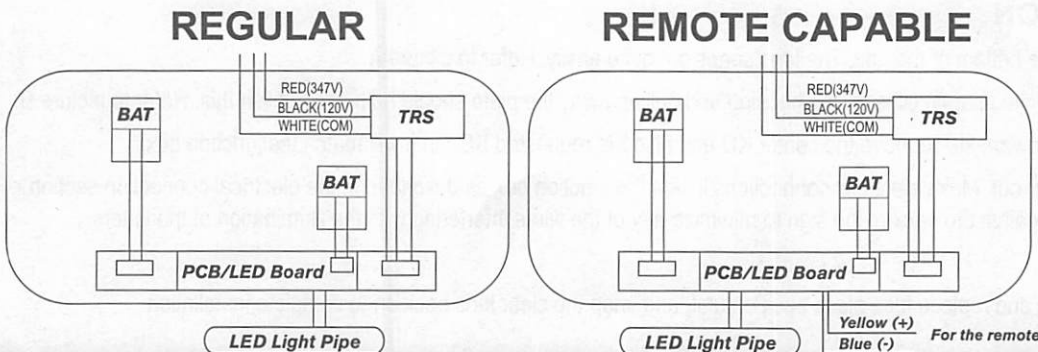 REGULAR
RED(347V)
BLACK(120V)
WHITE(COM)
BAT
TRS
BAT
PCB/LED Board
LED Light Pipe
REMOTE CAPABLE
RED(347V)
BLACK(120V)
WHITE(COM)
BAT
TRS
BAT
PCB/LED Board
LED Light Pipe
Yellow (+)
Blue (-)
For the remote